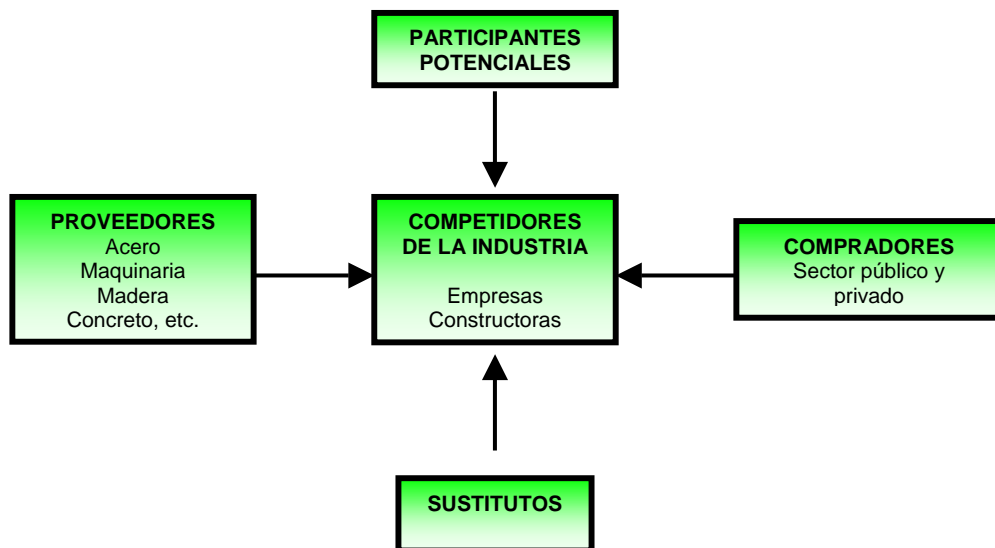 PARTICIPANTES
POTENCIALES
PROVEEDORES
Acero
Maquinaria
Madera
Concreto, etc.
COMPETIDORES
DE LA INDUSTRIA
Empresas
Constructoras
COMPRADORES
Sector público y
privado
SUSTITUTOS